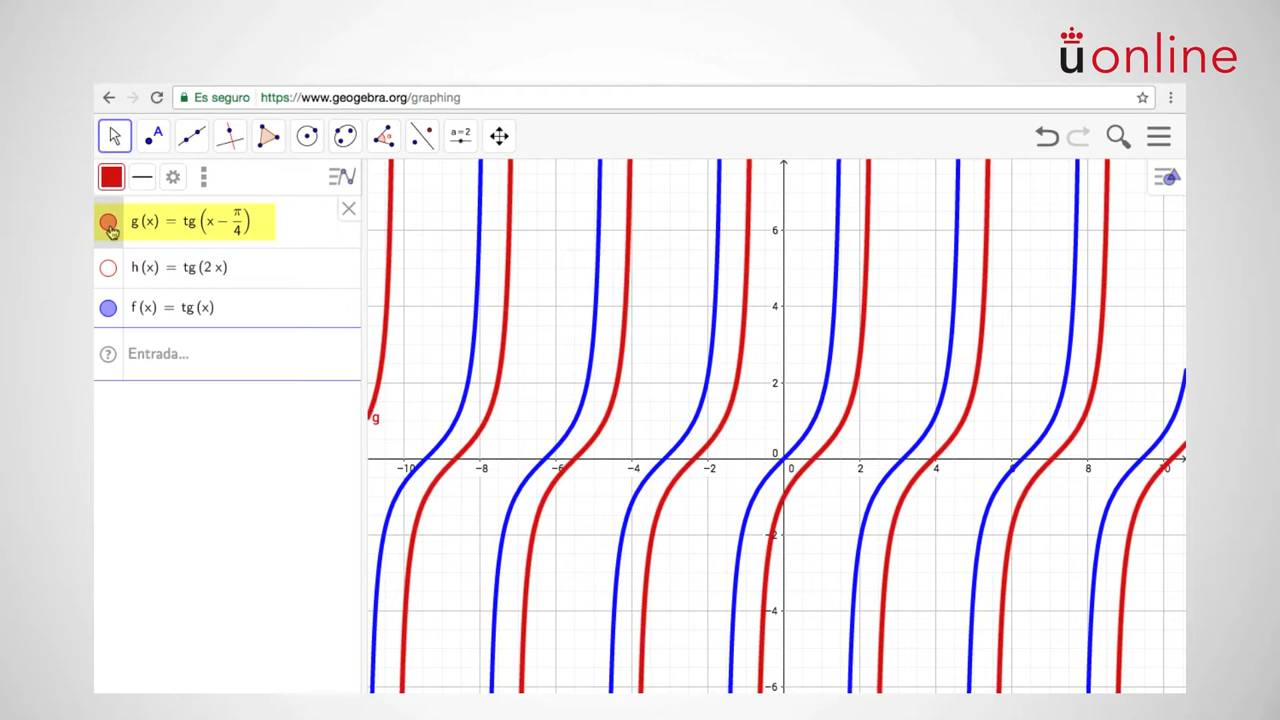 uonline
Es seguro https://www.geogebra.org/graphing
A
α
a=2
g(x) = tg(x − π/4)
h(x) = tg(2 x)
f(x) = tg(x)
? Entrada...
g
6
4
2
0
-10 -8 -6 -4 -2 0 2 4 6 8 10
-2
-4
-6